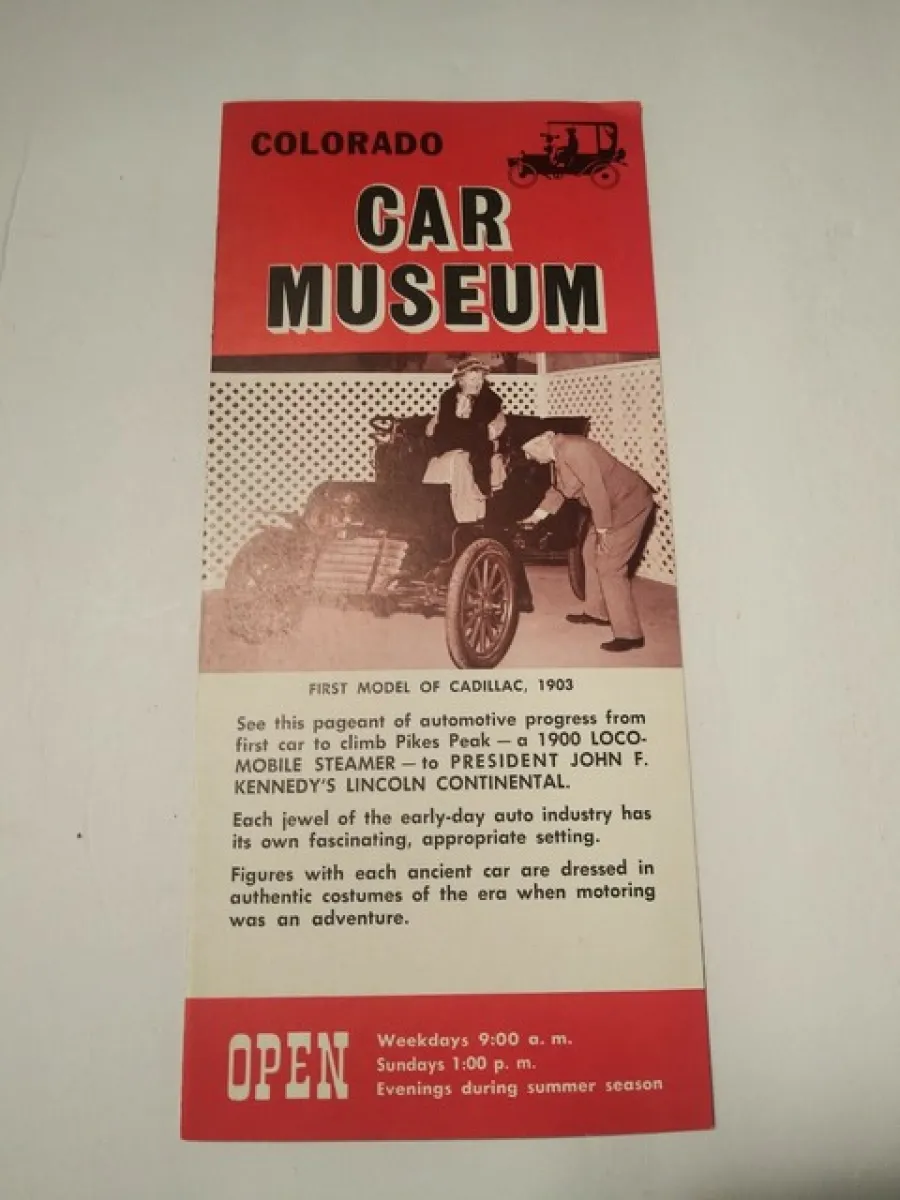 COLORADO
CAR
MUSEUM
FIRST MODEL OF CADILLAC, 1903
See this pageant of automotive progress from
first car to climb Pikes Peak — a 1900 LOCO-
MOBILE STEAMER — to PRESIDENT JOHN F.
KENNEDY'S LINCOLN CONTINENTAL.
Each jewel of the early-day auto industry has
its own fascinating, appropriate setting.
Figures with each ancient car are dressed in
authentic costumes of the era when motoring
was an adventure.
OPEN
Weekdays 9:00 a. m.
Sundays 1:00 p. m.
Evenings during summer season